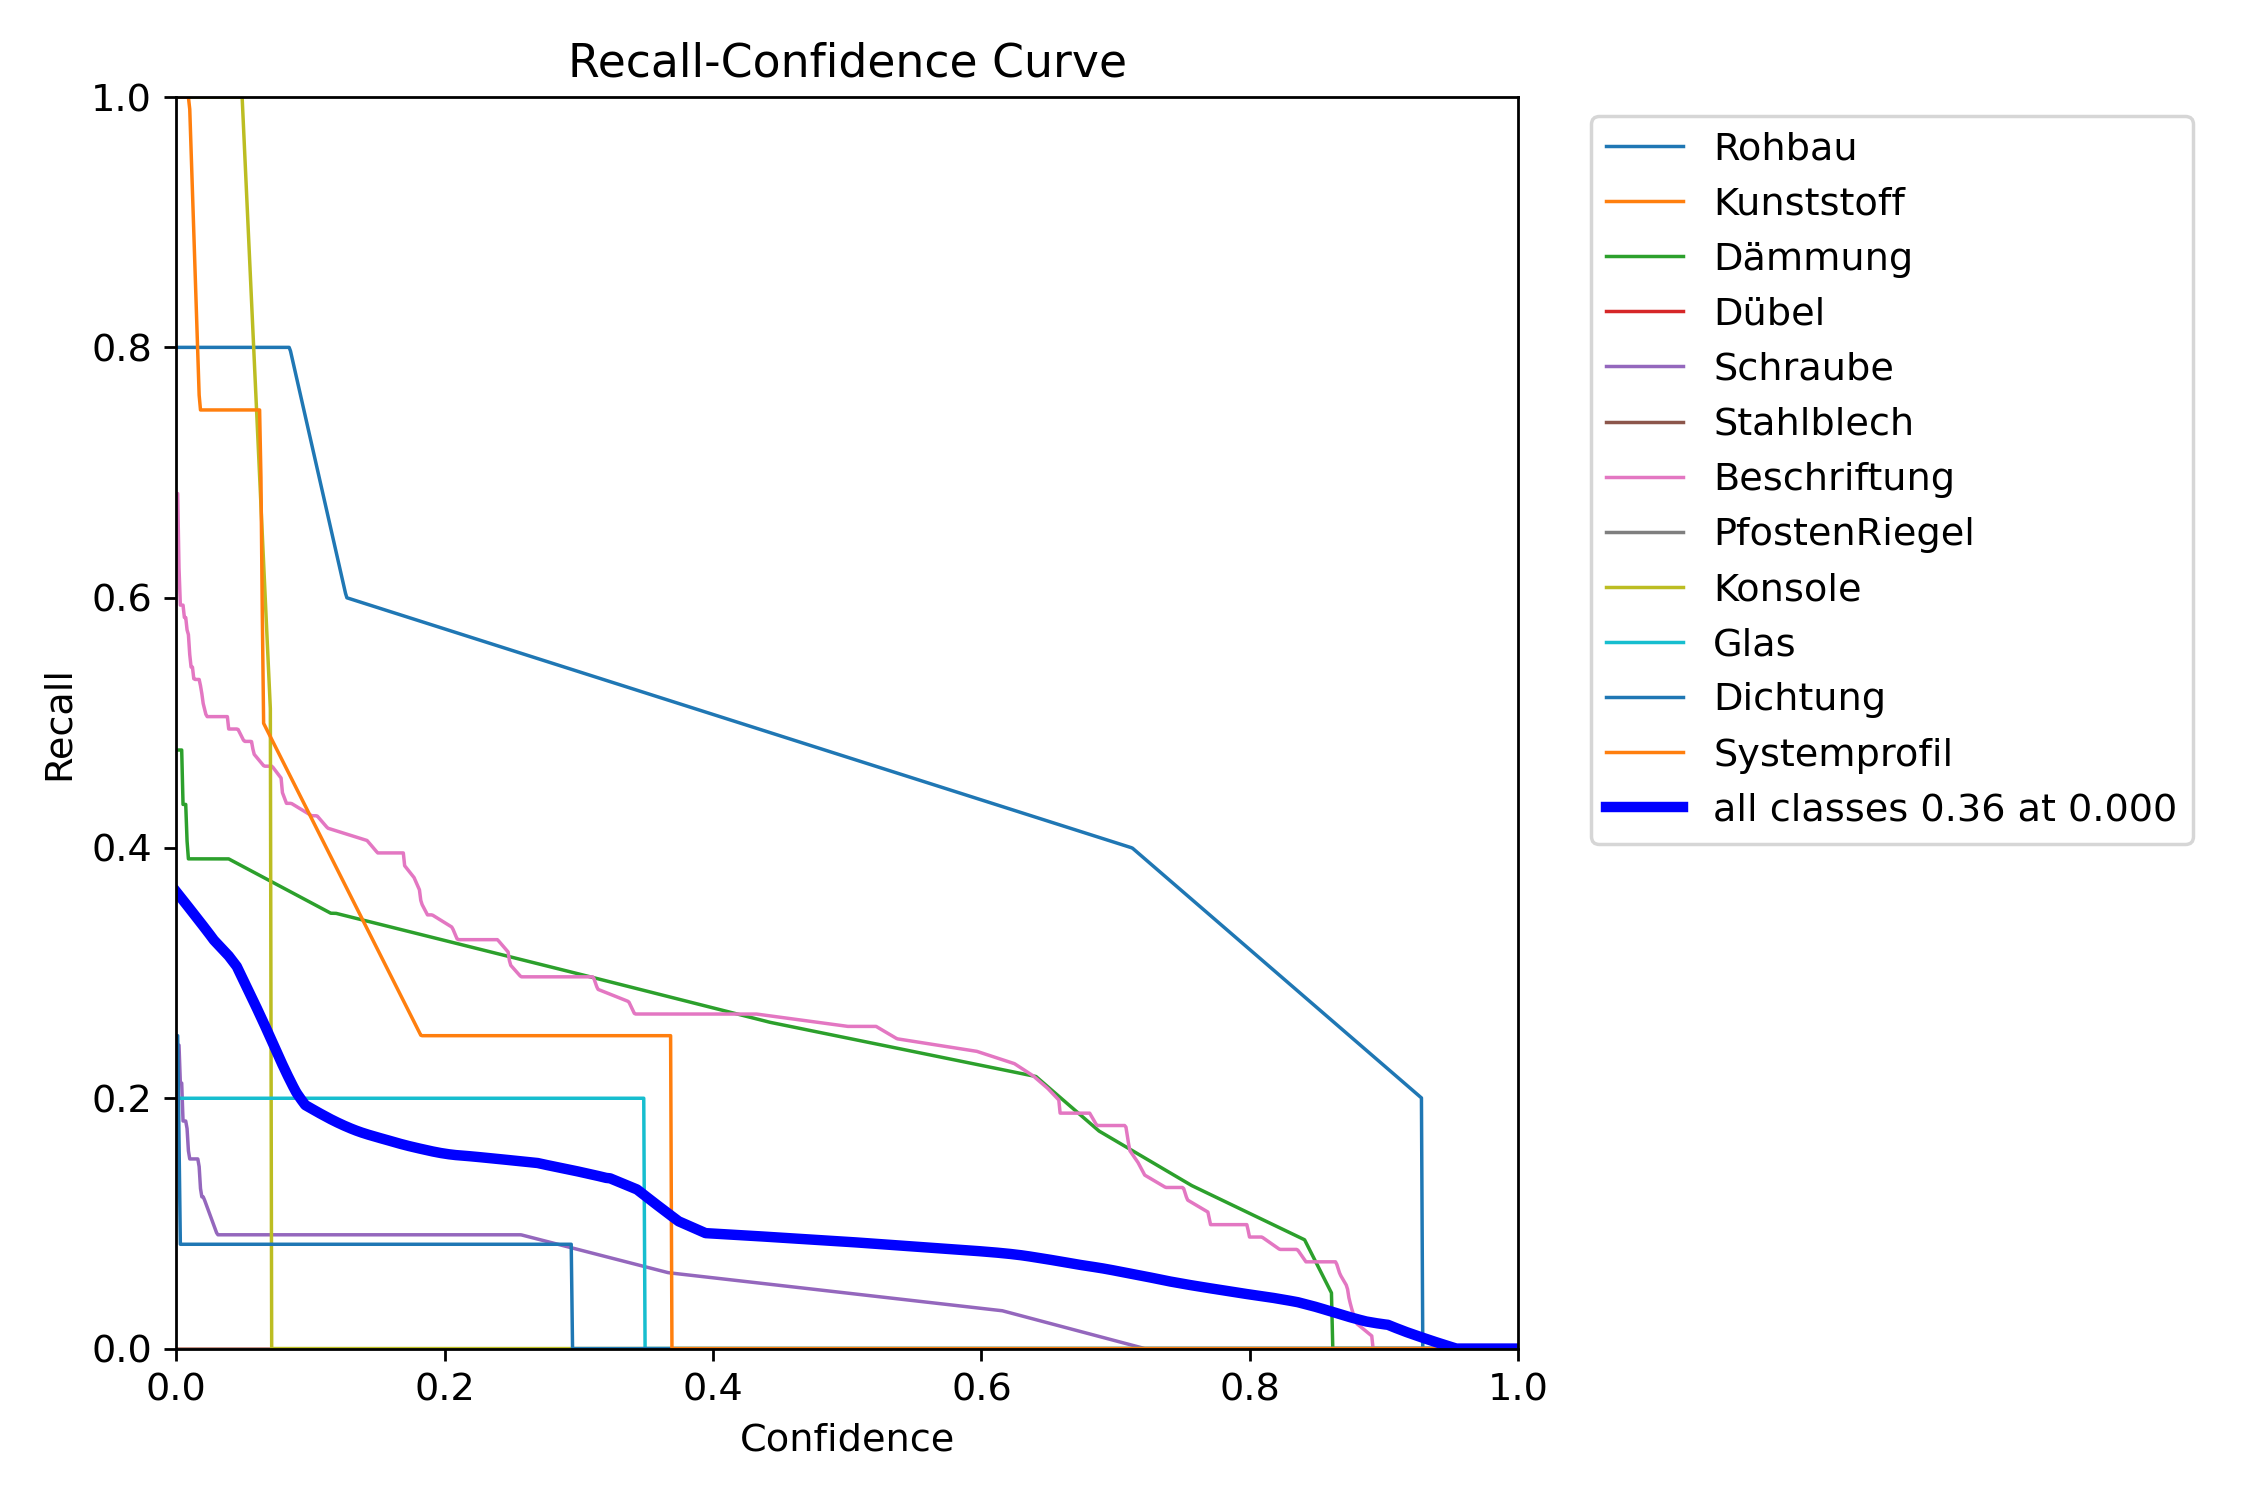 Recall-Confidence Curve
1.0
0.8
0.6
0.4
0.2
0.0
Recall
0.0 0.2 0.4 0.6 0.8 1.0
Confidence
Rohbau
Kunststoff
Dämmung
Dübel
Schraube
Stahlblech
Beschriftung
PfostenRiegel
Konsole
Glas
Dichtung
Systemprofil
all classes 0.36 at 0.000